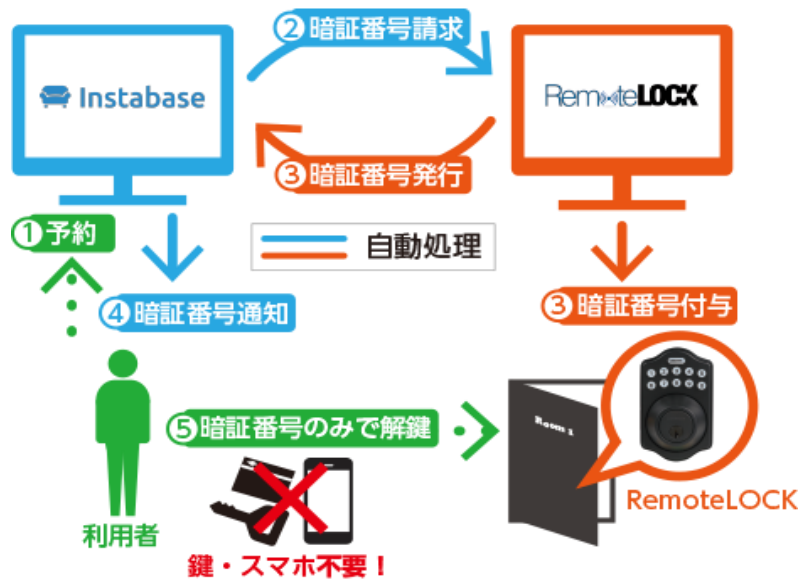 ②暗証番号請求
Instabase
RemoteLOCK
③暗証番号発行
①予約
自動処理
④暗証番号通知
③暗証番号付与
⑤暗証番号のみで解鍵
Room 1
RemoteLOCK
利用者
鍵・スマホ不要！